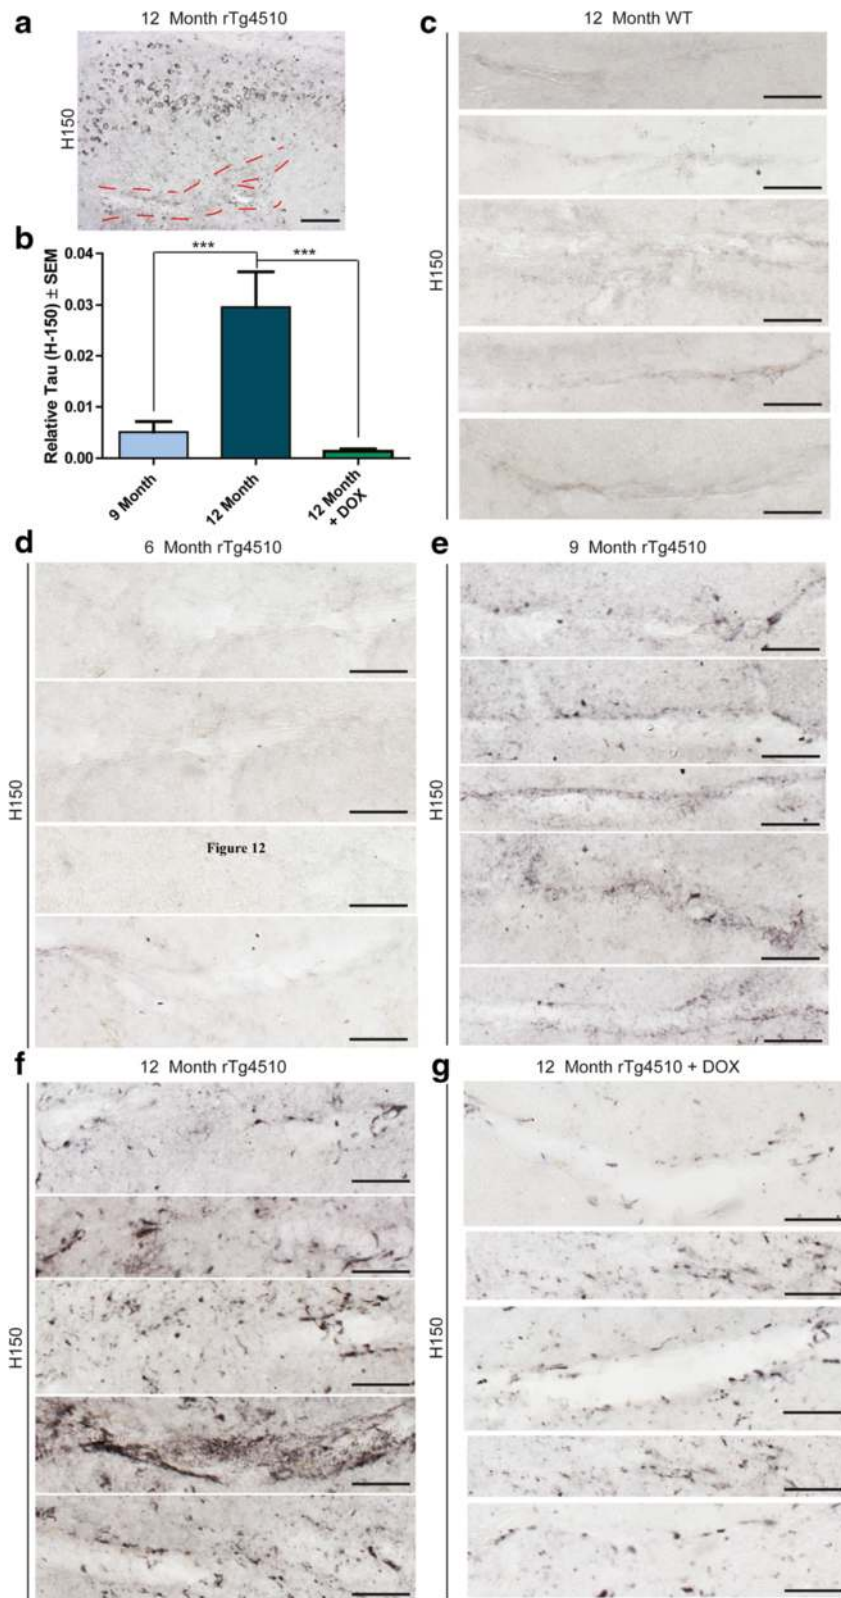 a
12 Month rTg4510
H150
b
Relative Tau (H-150) ± SEM
0.04
0.03
0.02
0.01
0.00
***
***
9 Month
12 Month
12 Month
+ DOX
c
12 Month WT
H150
d
6 Month rTg4510
H150
Figure 12
e
9 Month rTg4510
f
12 Month rTg4510
H150
g
12 Month rTg4510 + DOX
H150